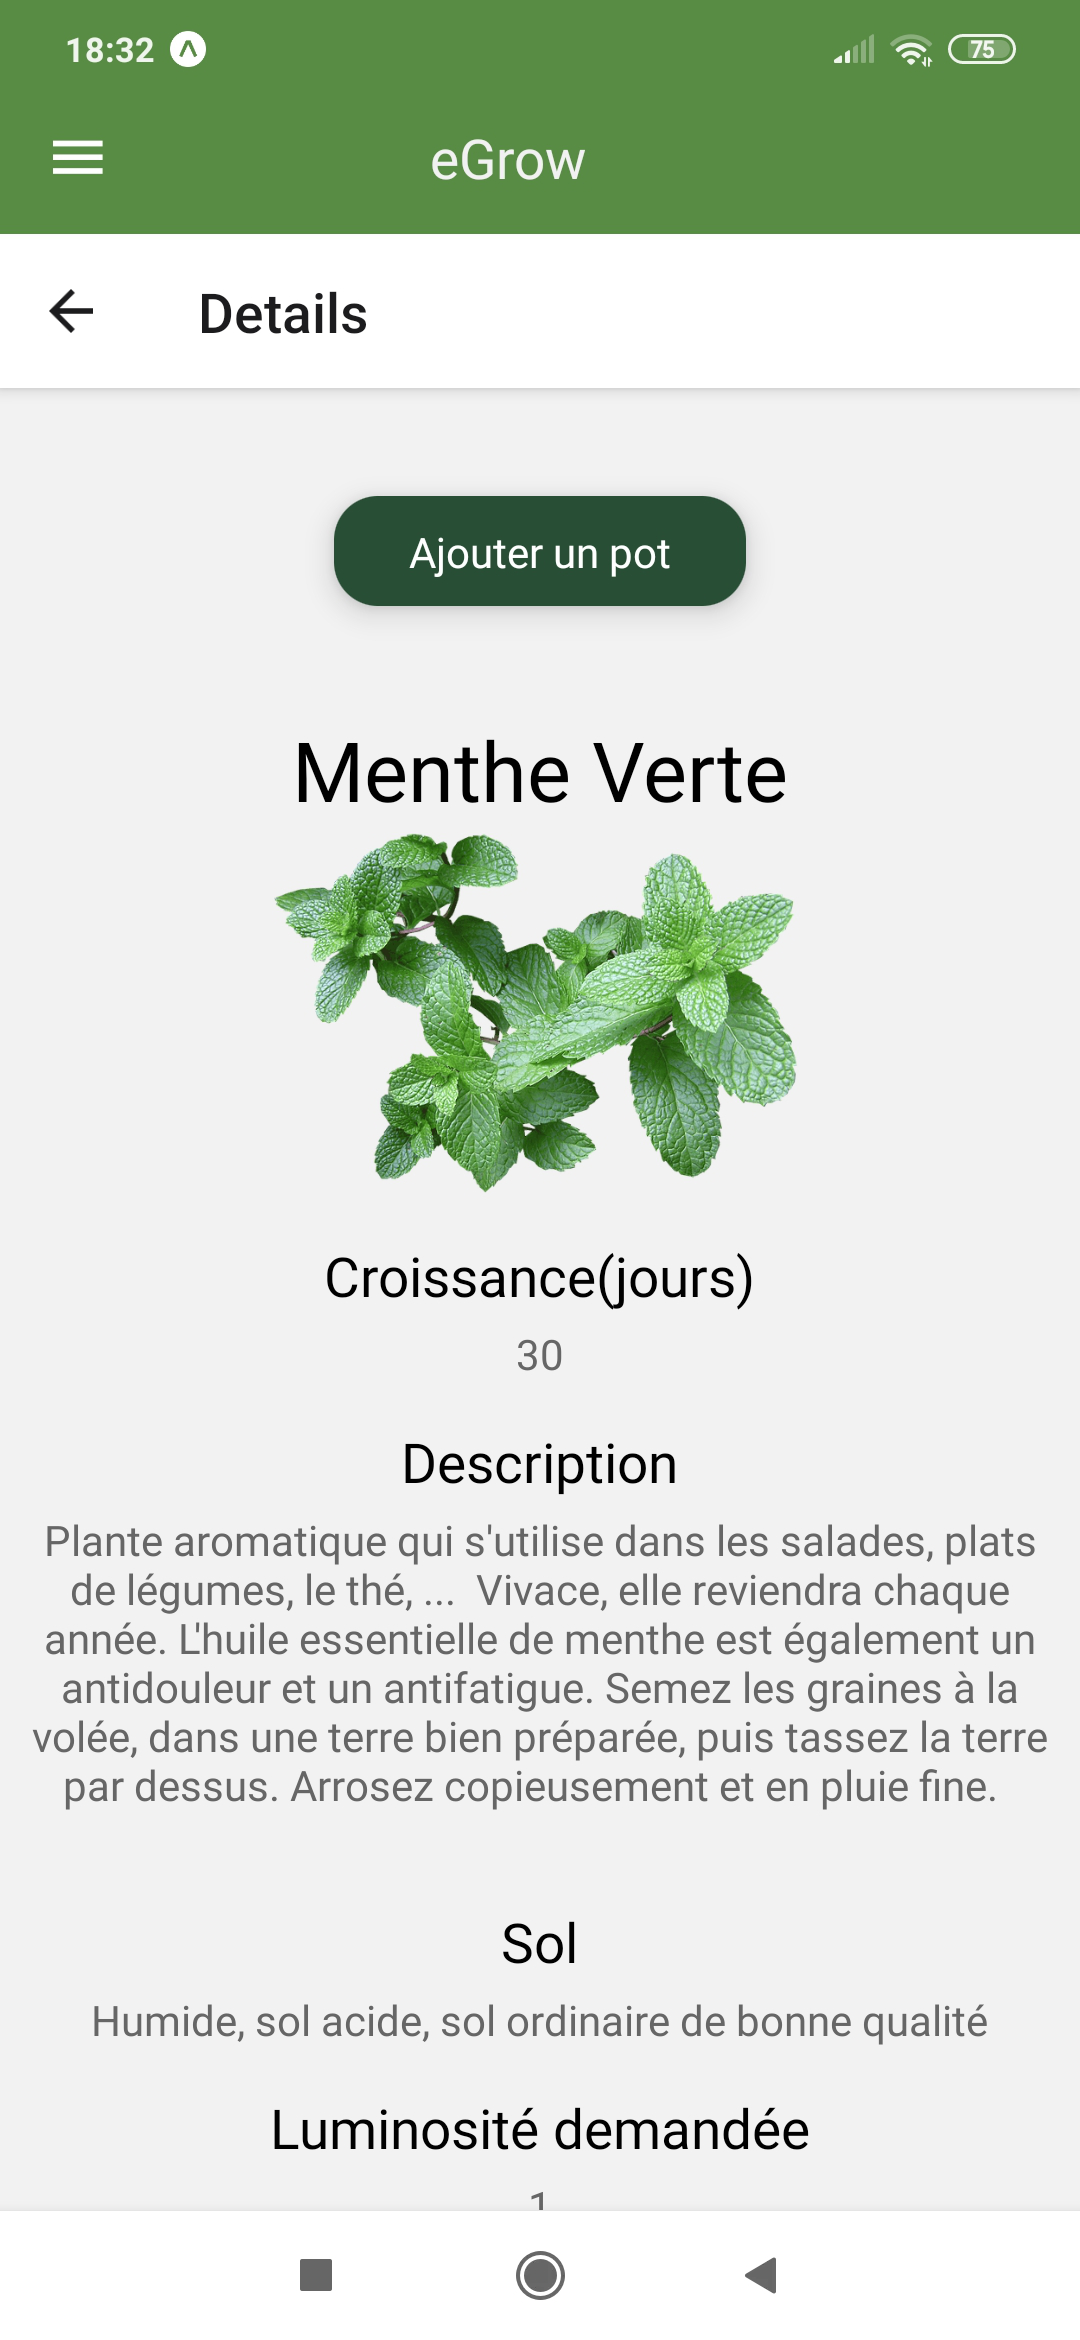 18:32
75
eGrow
Details
Ajouter un pot
Menthe Verte
Croissance(jours)
30
Description
Plante aromatique qui s'utilise dans les salades, plats
de légumes, le thé, ...  Vivace, elle reviendra chaque
année. L'huile essentielle de menthe est également un
antidouleur et un antifatigue. Semez les graines à la
volée, dans une terre bien préparée, puis tassez la terre
par dessus. Arrosez copieusement et en pluie fine.
Sol
Humide, sol acide, sol ordinaire de bonne qualité
Luminosité demandée
1